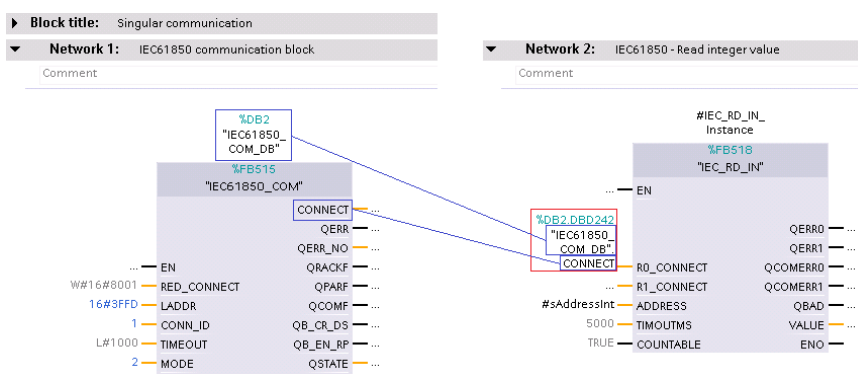 Block title: Singular communication
Network 1: IEC61850 communication block
Comment
%DB2
"IEC61850_
COM_DB"
%FB515
"IEC61850_COM"
CONNECT ...
QERR ...
QERR_NO ...
... EN QRACKF ...
W#16#8001 RED_CONNECT QPARF ...
16#3FFD LADDR QCOMF ...
1 CONN_ID QB_CR_DS ...
L#1000 TIMEOUT QB_EN_RP ...
2 MODE QSTATE ...
Network 2: IEC61850 - Read integer value
Comment
#IEC_RD_IN_
Instance
%FB518
"IEC_RD_IN"
... EN
%DB2.DBD242
"IEC61850_
COM_DB".
CONNECT
QERR0 ...
QERR1 ...
R0_CONNECT QCOMERR0 ...
... R1_CONNECT QCOMERR1 ...
#sAddressInt ADDRESS QBAD ...
5000 TIMOUTMS VALUE ...
TRUE COUNTABLE ENO